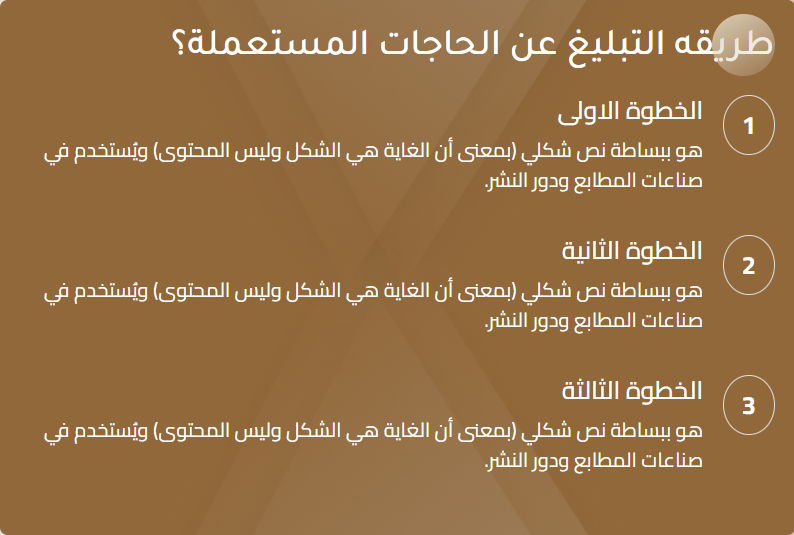 طريقه التبليغ عن الحاجات المستعملة؟
1
الخطوة الاولى
هو ببساطة نص شكلي (بمعنى أن الغاية هي الشكل وليس المحتوى) ويُستخدم في
صناعات المطابع ودور النشر.
2
الخطوة الثانية
هو ببساطة نص شكلي (بمعنى أن الغاية هي الشكل وليس المحتوى) ويُستخدم في
صناعات المطابع ودور النشر.
3
الخطوة الثالثة
هو ببساطة نص شكلي (بمعنى أن الغاية هي الشكل وليس المحتوى) ويُستخدم في
صناعات المطابع ودور النشر.